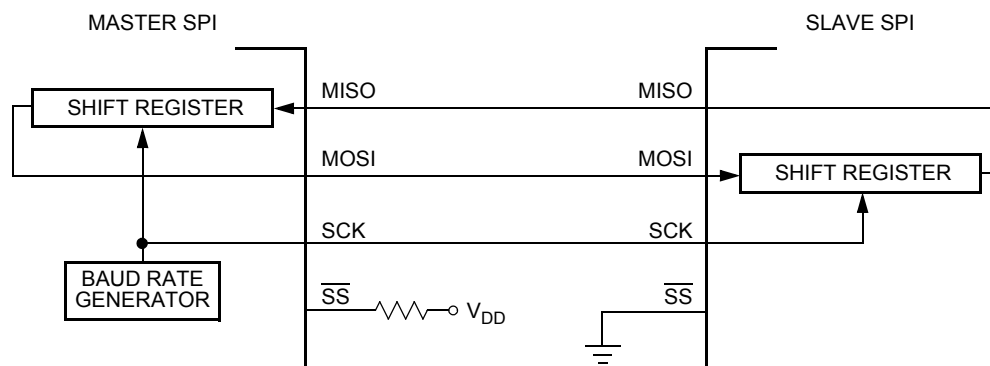 MASTER SPI
SLAVE SPI
MISO
MISO
SHIFT REGISTER
MOSI
MOSI
SHIFT REGISTER
SCK
SCK
BAUD RATE
GENERATOR
SS
VDD
SS